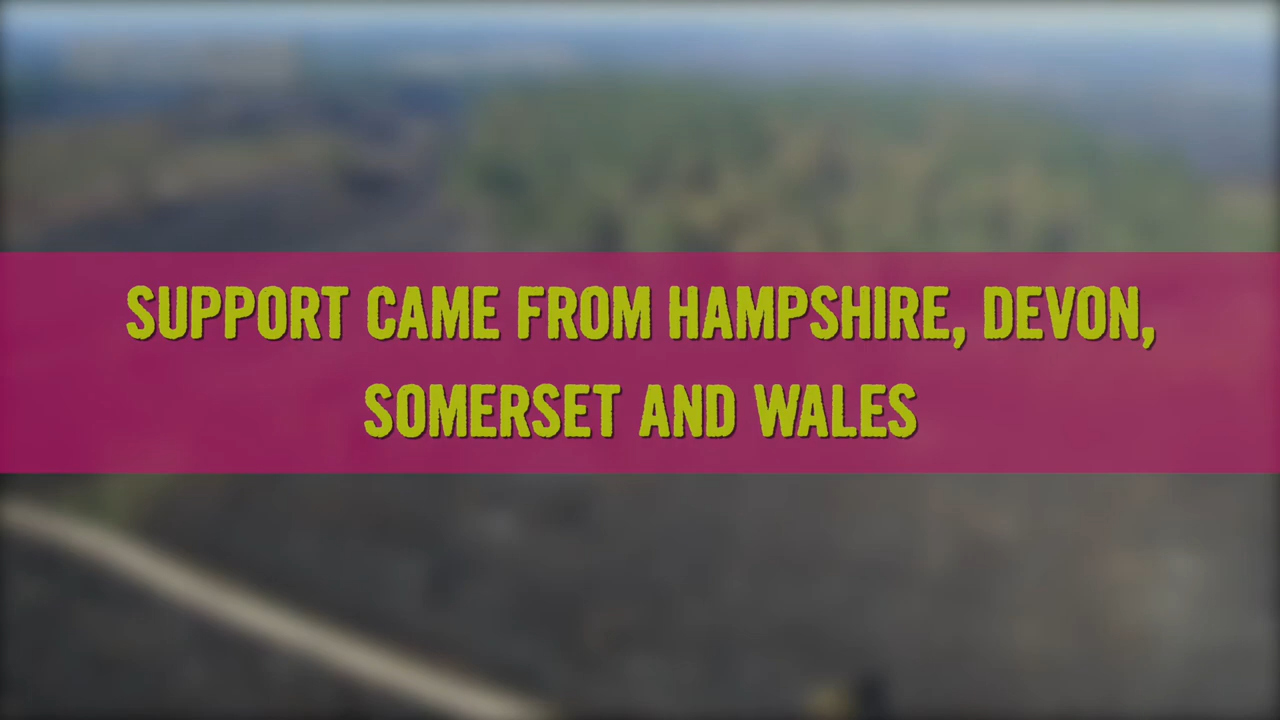 SUPPORT CAME FROM HAMPSHIRE, DEVON,
SOMERSET AND WALES